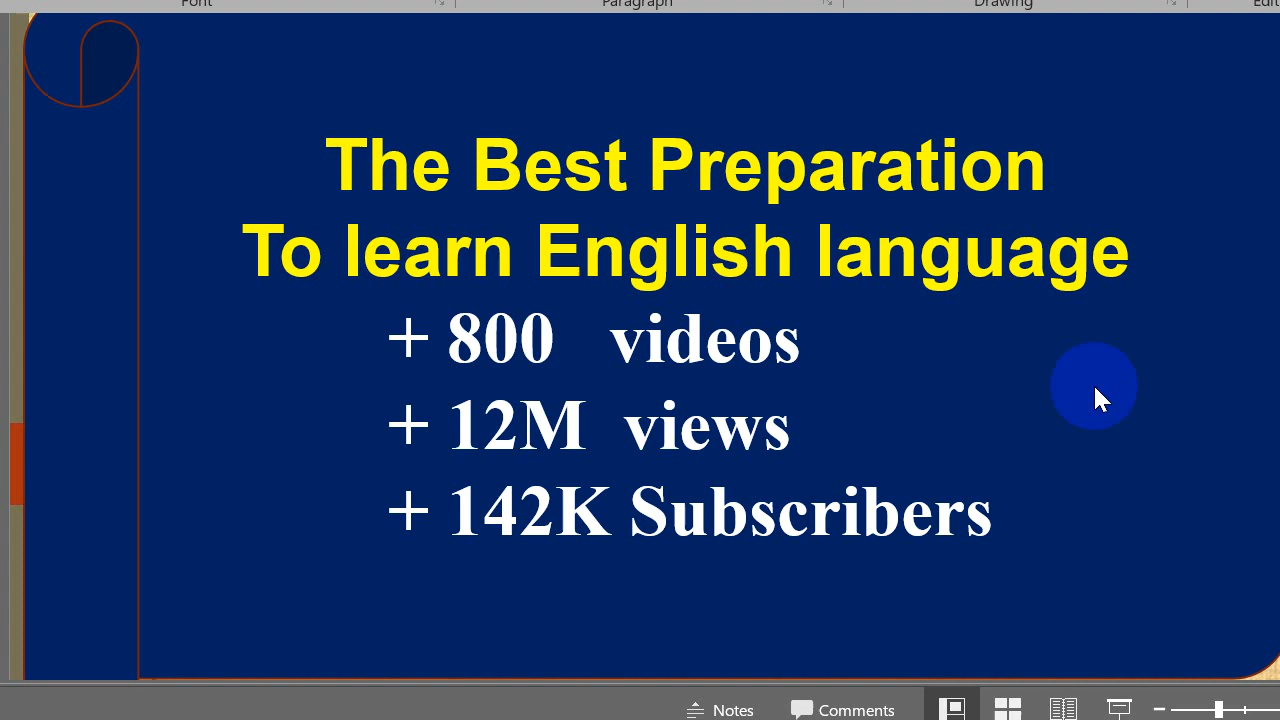 Font Paragraph Drawing
The Best Preparation
To learn English language
+ 800 videos
+ 12M views
+ 142K Subscribers
Notes Comments